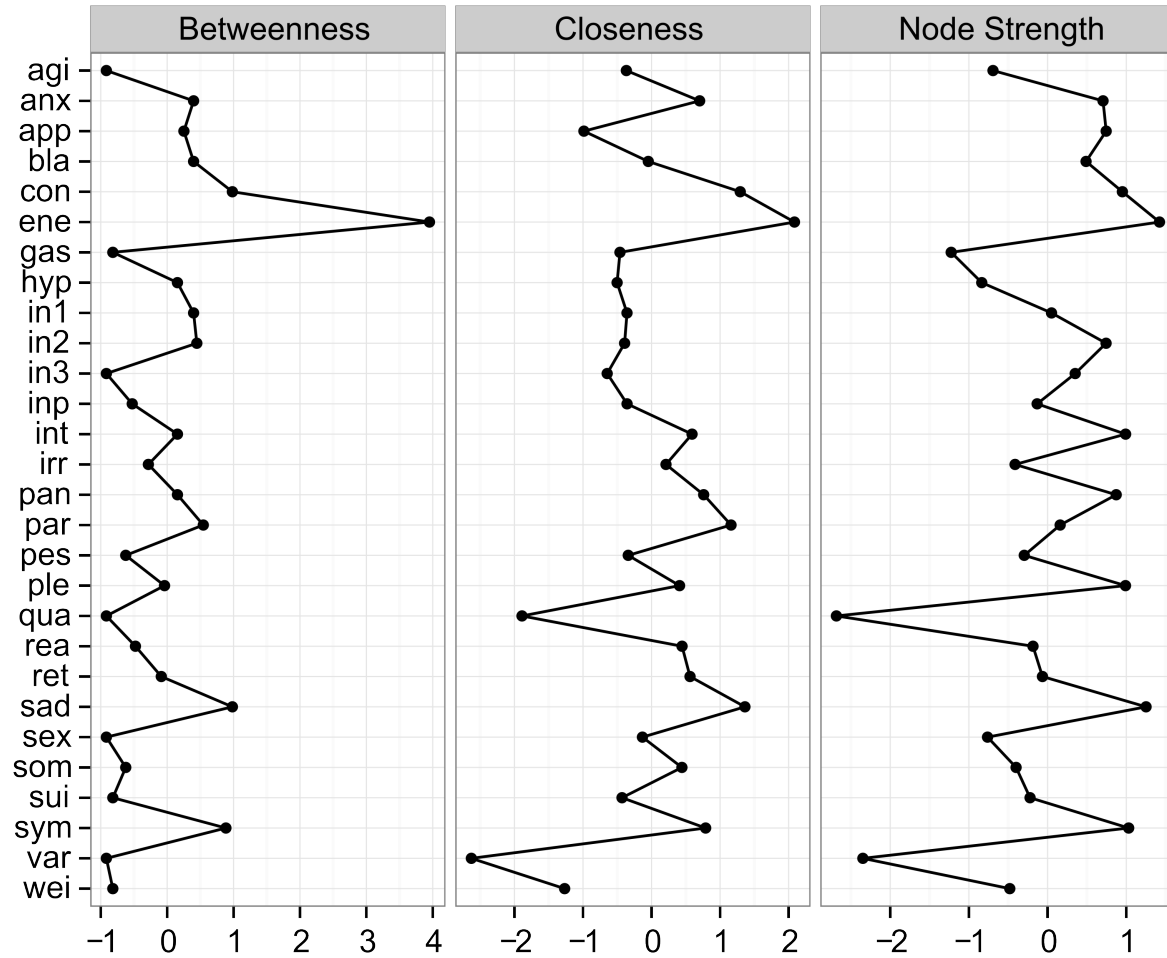 Betweenness Closeness Node Strength
agi
anx
app
bla
con
ene
gas
hyp
in1
in2
in3
inp
int
irr
pan
par
pes
ple
qua
rea
ret
sad
sex
som
sui
sym
var
wei
−1 0 1 2 3 4 −2 −1 0 1 2 −2 −1 0 1